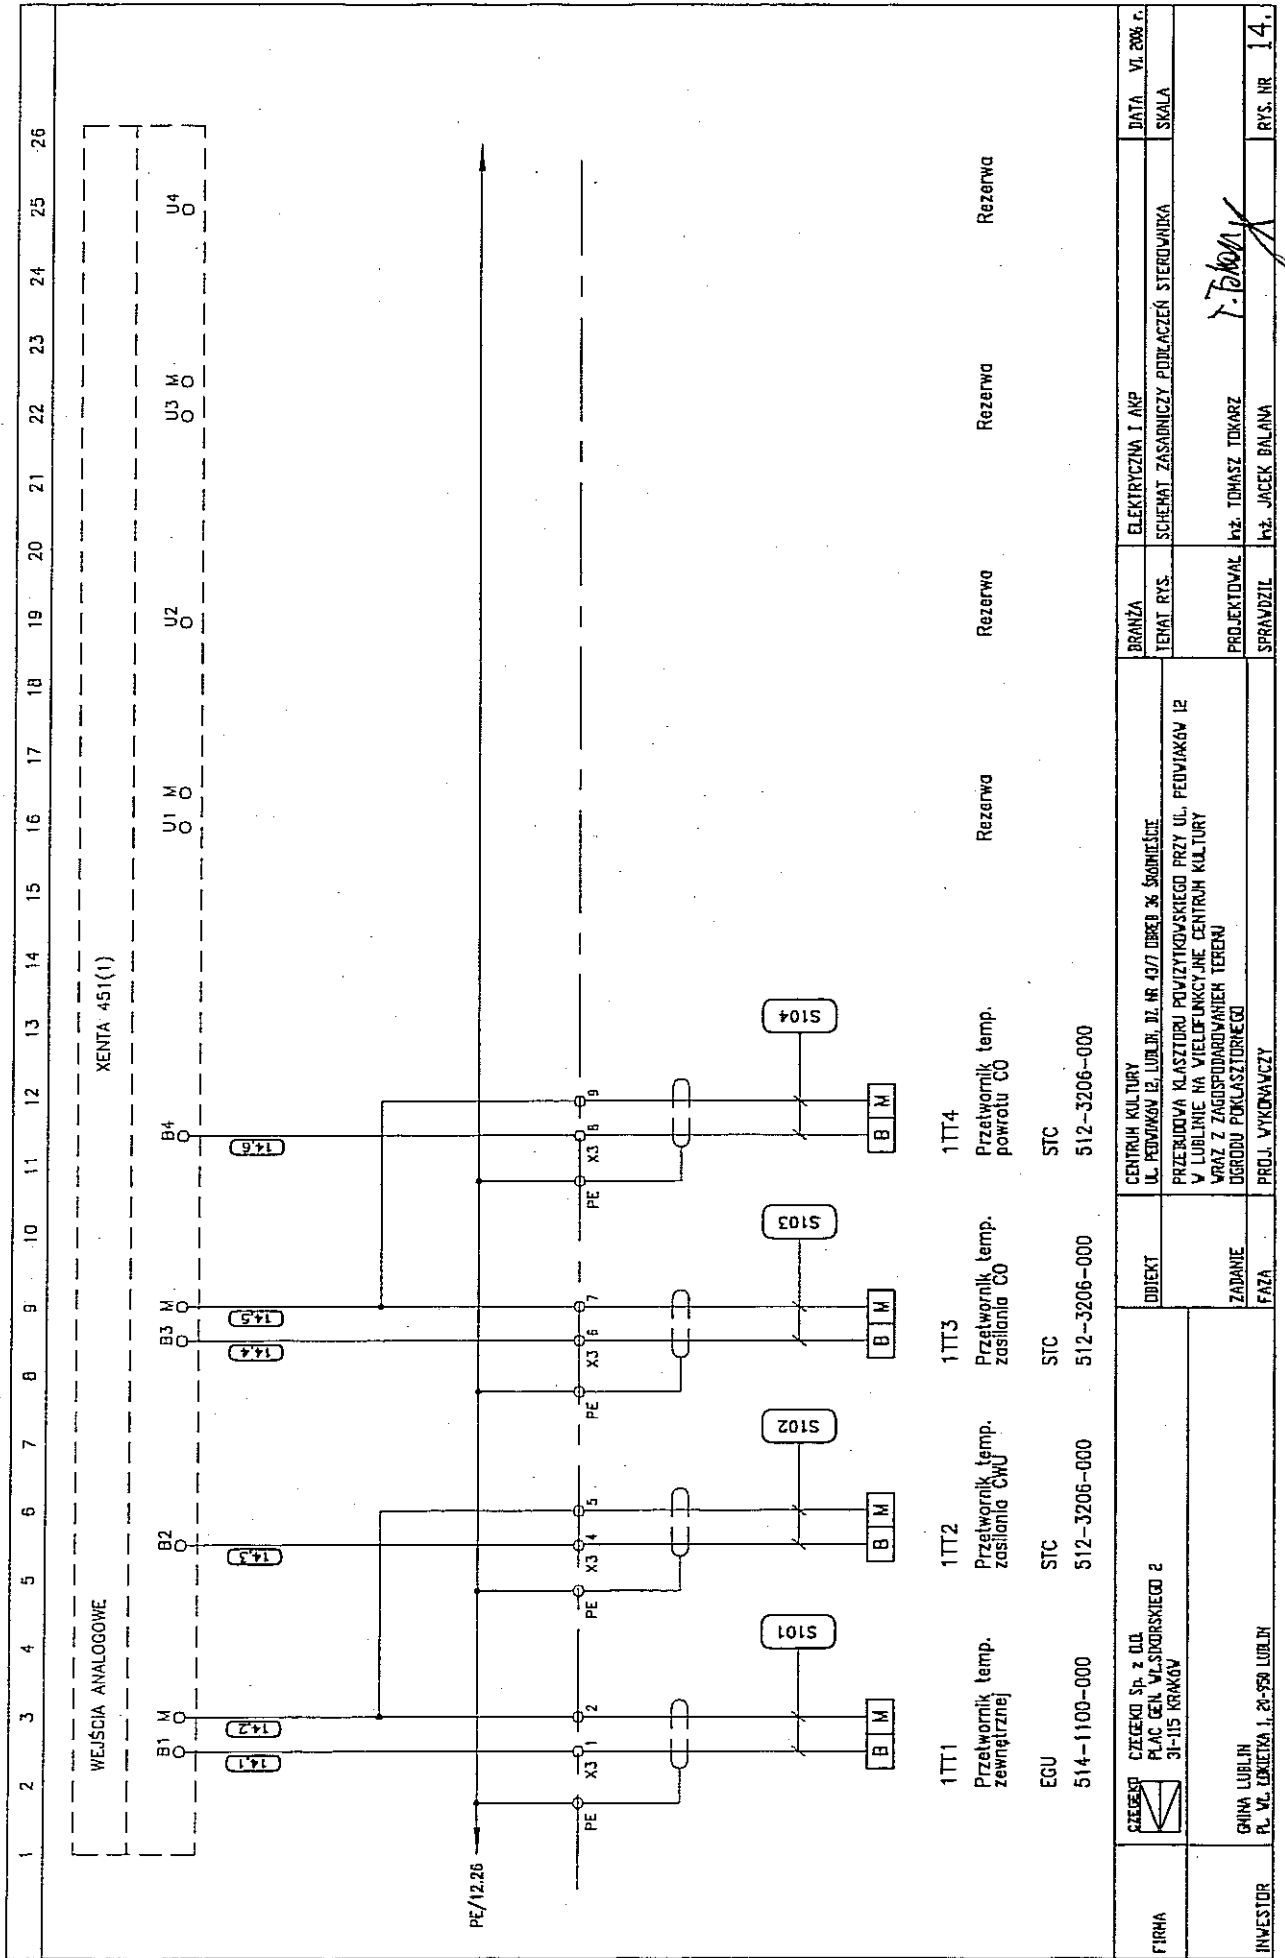 1 2 3 4 5 6 7 8 9 10 11 12 13 14 15 16 17 18 19 20 21 22 23 24 25 26
WEJŚCIA ANALOGOWE XENTA 451(1)
B1 M B2 B3 M B4 U1 M U2 U3 M U4
14.1 14.2 14.3 14.4 14.5 14.6
PE/12.26
PE X3 1 2 PE X3 4 5 PE X3 6 7 PE X3 8 9
S101 S102 S103 S104
B M B M B M B M
1TT1
Przetwornik temp.
zewnętrznej
EGU
514-1100-000
1TT2
Przetwornik temp.
zasilania CWU
STC
512-3206-000
1TT3
Przetwornik temp.
zasilania CO
STC
512-3206-000
1TT4
Przetwornik temp.
powrotu CO
STC
512-3206-000
Rezerwa Rezerwa Rezerwa Rezerwa
FIRMA
CZEGEKO
CZEGEKO Sp. z O.O.
PLAC GEN. WŁ.SIKORSKIEGO 2
31-115 KRAKÓW
INWESTOR
GMINA LUBLIN
PL. WŁ. ŁOKIETKA 1, 20-950 LUBLIN
OBIEKT
CENTRUM KULTURY
UL. PEOWIAKÓW 12, LUBLIN, DZ. NR 43/7 OBRĘB 36 ŚRÓDMIEŚCIE
ZADANIE
PRZEBUDOWA KLASZTORU POWIZYTKOWSKIEGO PRZY UL. PEOWIAKÓW 12
W LUBLINIE NA WIELOFUNKCYJNE CENTRUM KULTURY
WRAZ Z ZAGOSPODAROWANIEM TERENU
OGRODU POKLASZTORNEGO
FAZA
PROJ. WYKONAWCZY
BRANŻA
ELEKTRYCZNA I AKP
TEMAT RYS.
SCHEMAT ZASADNICZY PODŁĄCZEŃ STEROWNIKA
PROJEKTOWAŁ
inż. TOMASZ TOKARZ
SPRAWDZIŁ
inż. JACEK BALANA
DATA VI. 2006 r.
SKALA
RYS. NR 14.